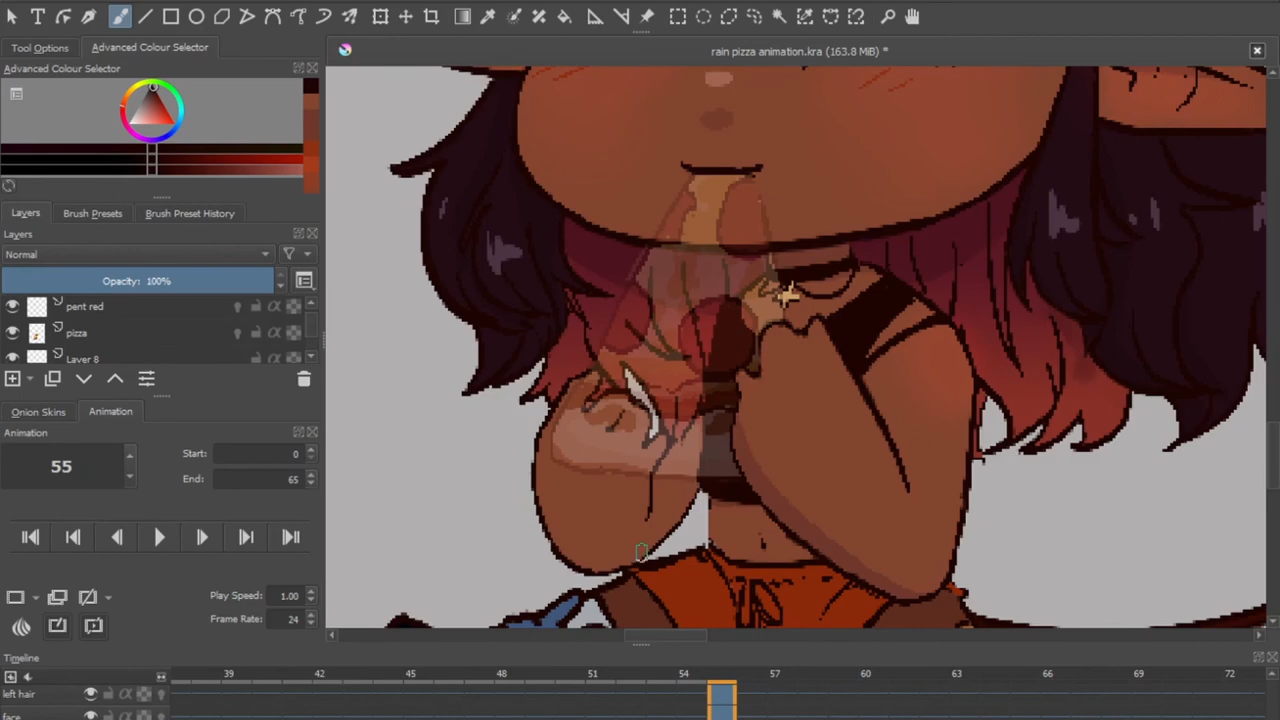 Tool Options
Advanced Colour Selector
rain pizza animation.kra (163.8 MiB) *
Advanced Colour Selector
Layers
Brush Presets
Brush Preset History
Layers
Normal
Opacity: 100%
pent red
pizza
Layer 8
Onion Skins
Animation
Animation
55
Start:
0
End:
65
Play Speed:
1.00
Frame Rate:
24
Timeline
39
42
45
48
51
54
57
60
63
66
69
72
left hair
face